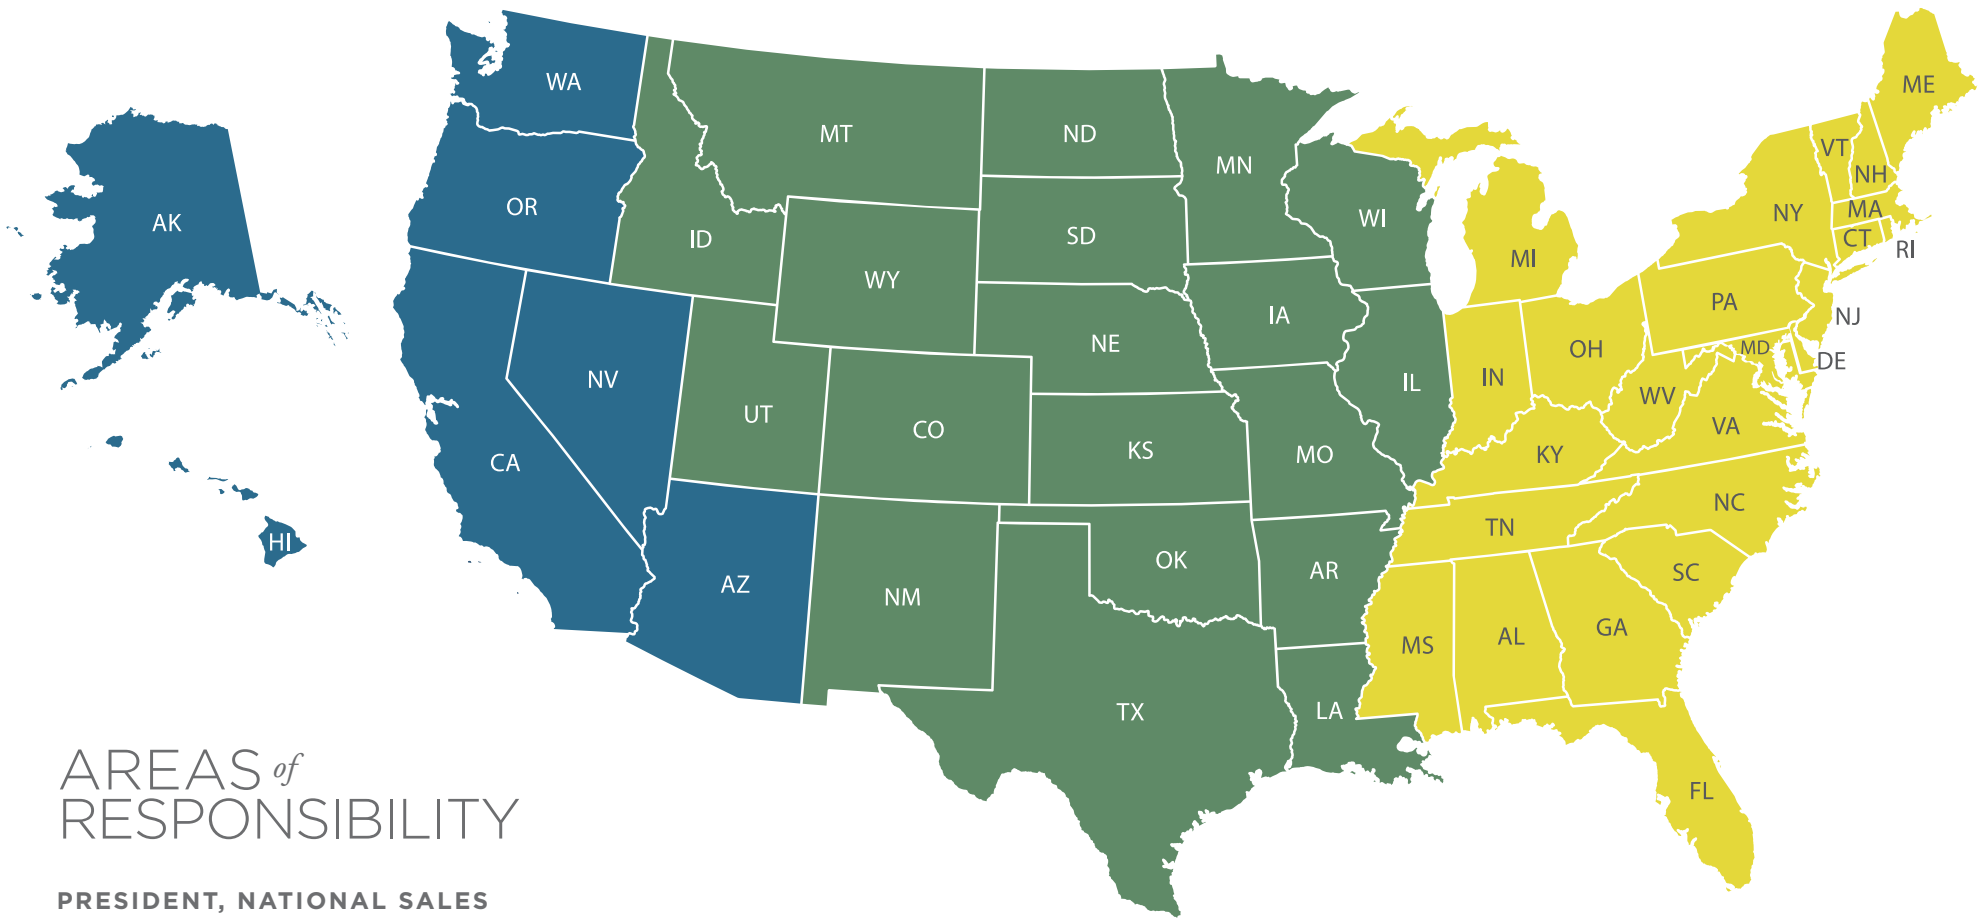 WA
ME
MT
ND
VT
MN
NH
AK
OR
NY
MA
WI
SD
ID
CT
RI
MI
WY
PA
IA
NJ
NE
OH
MD
DE
NV
IN
IL
WV
UT
CO
VA
KS
MO
KY
CA
NC
TN
HI
OK
AR
SC
AZ
NM
GA
AL
MS
LA
TX
FL
AREAS of
RESPONSIBILITY
PRESIDENT, NATIONAL SALES